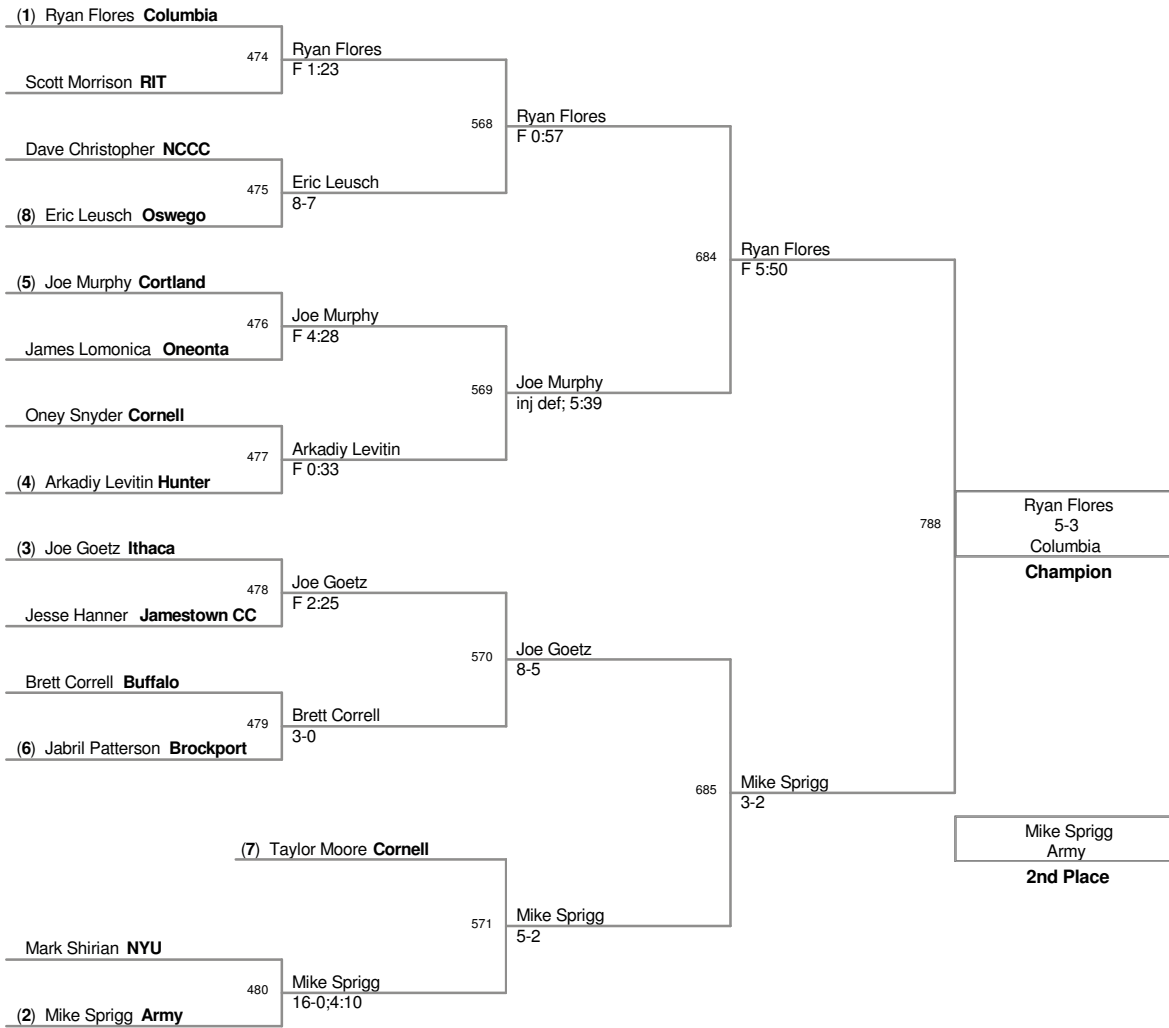 (1) Ryan Flores Columbia
474
Ryan Flores
F 1:23
Scott Morrison RIT
568
Ryan Flores
F 0:57
Dave Christopher NCCC
475
Eric Leusch
8-7
(8) Eric Leusch Oswego
684
Ryan Flores
F 5:50
(5) Joe Murphy Cortland
476
Joe Murphy
F 4:28
James Lomonica Oneonta
569
Joe Murphy
inj def; 5:39
Oney Snyder Cornell
477
Arkadiy Levitin
F 0:33
(4) Arkadiy Levitin Hunter
788
Ryan Flores
5-3
Columbia
Champion
(3) Joe Goetz Ithaca
478
Joe Goetz
F 2:25
Jesse Hanner Jamestown CC
570
Joe Goetz
8-5
Brett Correll Buffalo
479
Brett Correll
3-0
(6) Jabril Patterson Brockport
685
Mike Sprigg
3-2
Mike Sprigg
Army
2nd Place
(7) Taylor Moore Cornell
571
Mike Sprigg
5-2
Mark Shirian NYU
480
Mike Sprigg
16-0;4:10
(2) Mike Sprigg Army